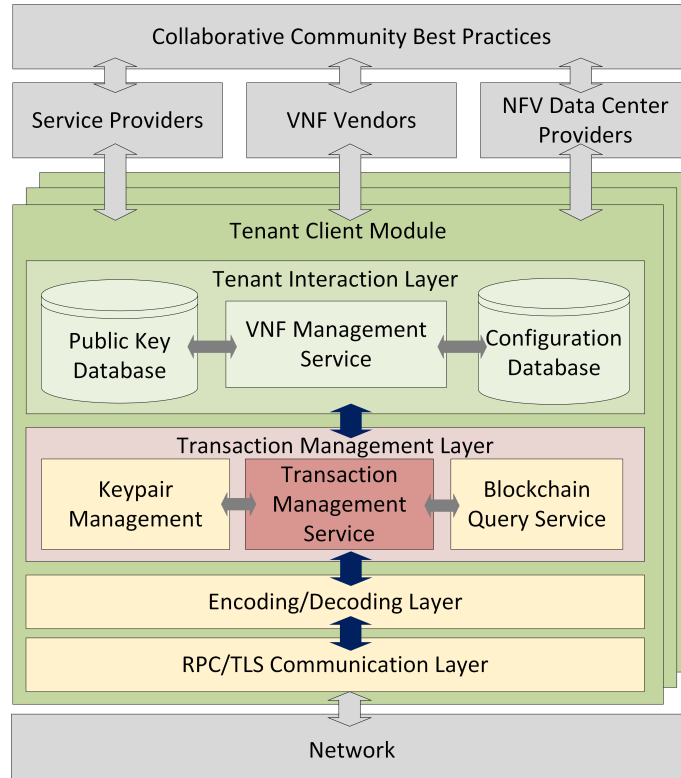 Collaborative Community Best Practices
Service Providers
VNF Vendors
NFV Data Center
Providers
Tenant Client Module
Tenant Interaction Layer
Public Key
Database
VNF Management
Service
Configuration
Database
Transaction Management Layer
Keypair
Management
Transaction
Management
Service
Blockchain
Query Service
Encoding/Decoding Layer
RPC/TLS Communication Layer
Network